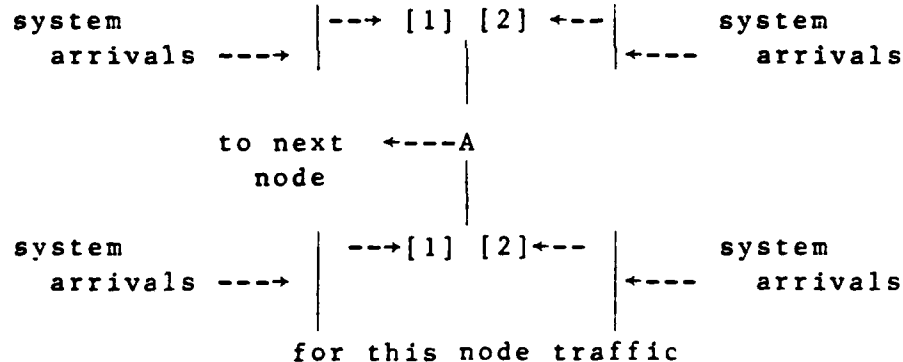 system |---→ [1] [2] ←---| system
arrivals ---→ | | ←--- arrivals
to next ←----A
node
system | --→[1] [2]←-- | system
arrivals ---→ | | ←--- arrivals
for this node traffic